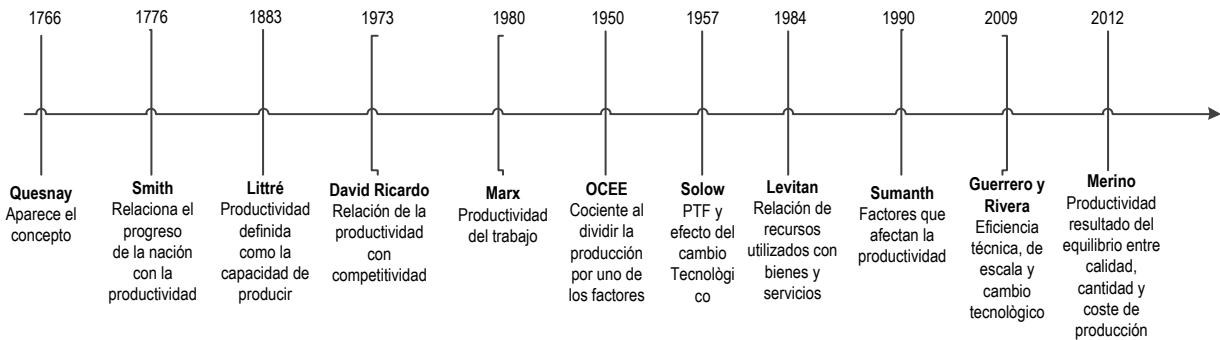 1766
1776
1883
1973
1980
1950
1957
1984
1990
2009
2012
Quesnay
Aparece el
concepto
Smith
Relaciona el
progreso
de la nación
con la
productividad
Littré
Productividad
definida
como la
capacidad de
producir
David Ricardo
Relación de la
productividad
con
competitividad
Marx
Productividad
del trabajo
OCEE
Cociente al
dividir la
producción
por uno de
los factores
Solow
PTF y
efecto del
cambio
Tecnològi
co
Levitan
Relación de
recursos
utilizados con
bienes y
servicios
Sumanth
Factores que
afectan la
productividad
Guerrero y
Rivera
Eficiencia
técnica, de
escala y
cambio
tecnològico
Merino
Productividad
resultado del
equilibrio entre
calidad,
cantidad y
coste de
producción